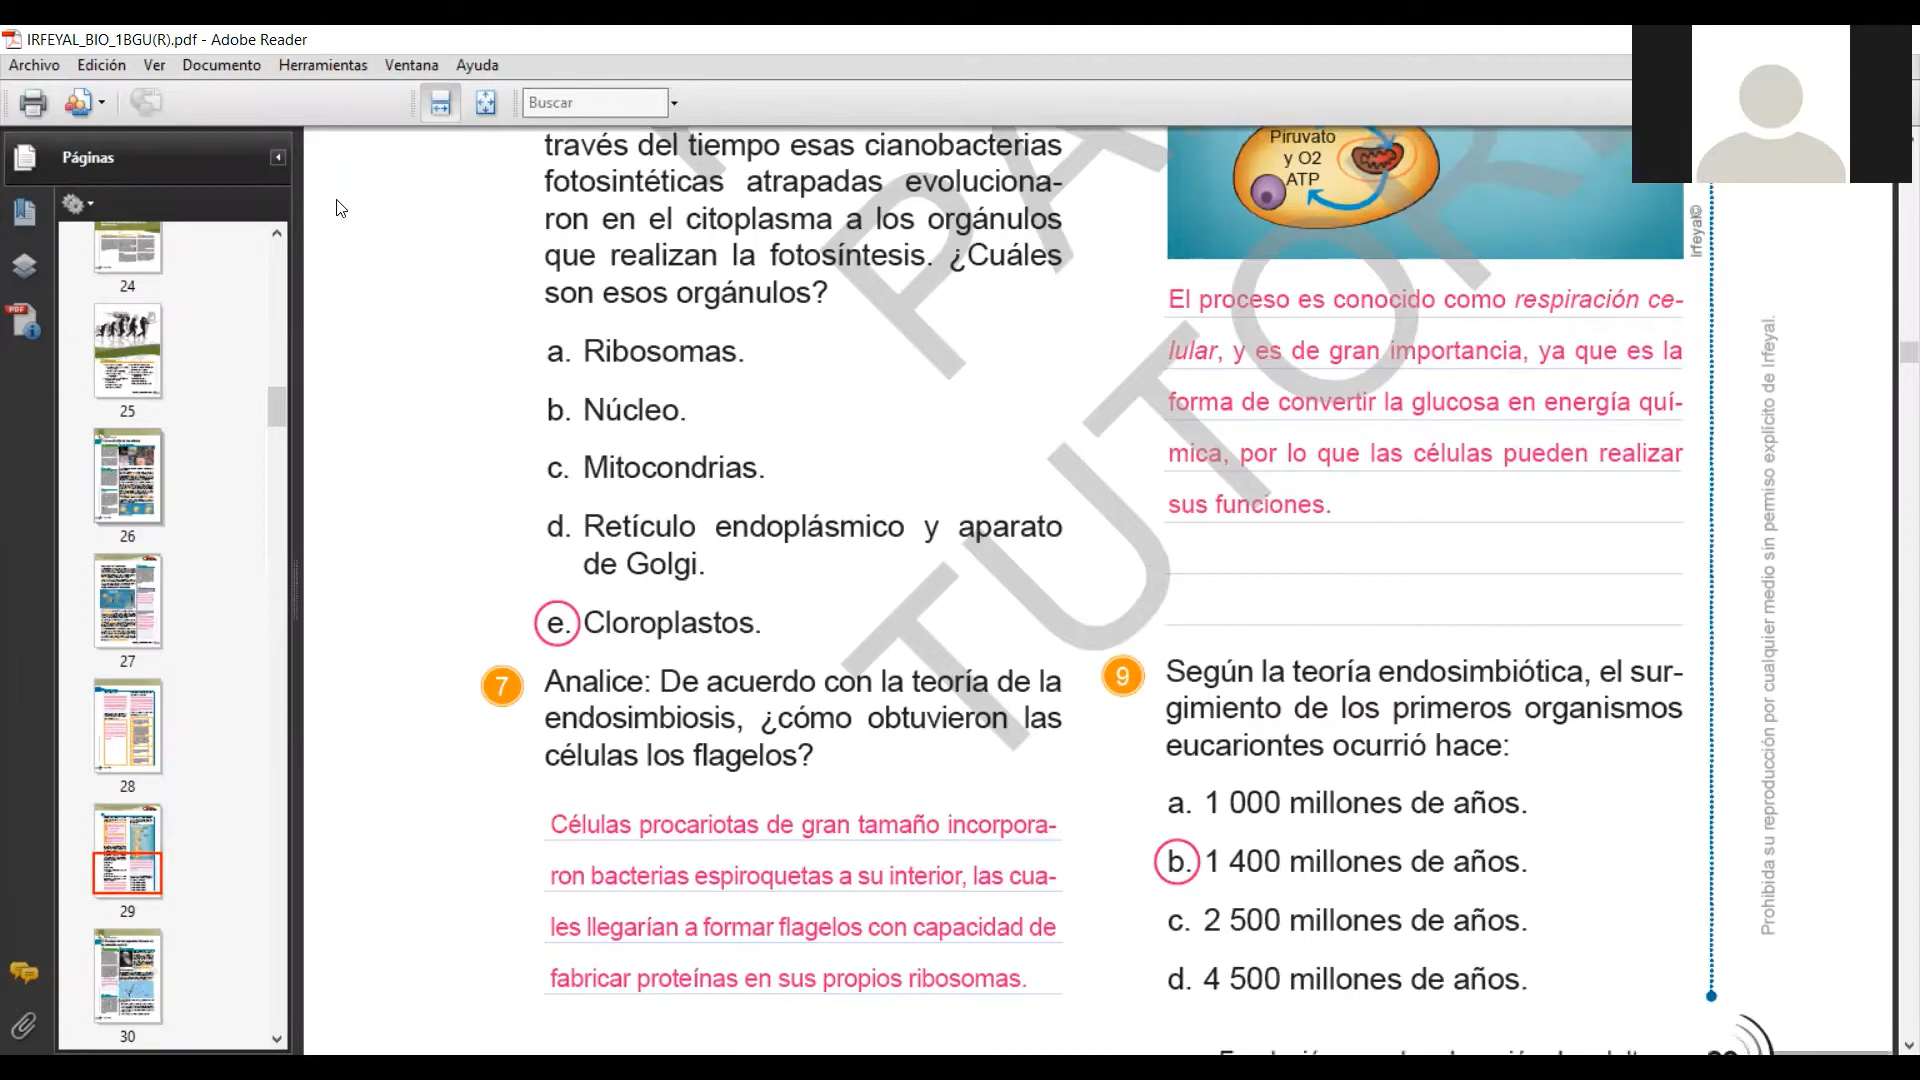 IRFEYAL_BIO_1BGU(R).pdf - Adobe Reader
Archivo Edición Ver Documento Herramientas Ventana Ayuda
Buscar
Páginas
24
25
26
27
28
29
30
través del tiempo esas cianobacterias
fotosintéticas atrapadas evoluciona-
ron en el citoplasma a los orgánulos
que realizan la fotosíntesis. ¿Cuáles
son esos orgánulos?
a. Ribosomas.
b. Núcleo.
c. Mitocondrias.
d. Retículo endoplásmico y aparato
de Golgi.
e. Cloroplastos.
7 Analice: De acuerdo con la teoría de la
endosimbiosis, ¿cómo obtuvieron las
células los flagelos?
Células procariotas de gran tamaño incorpora-
ron bacterias espiroquetas a su interior, las cua-
les llegarían a formar flagelos con capacidad de
fabricar proteínas en sus propios ribosomas.
Piruvato
y O2
ATP
Irfeyal©
El proceso es conocido como respiración ce-
lular, y es de gran importancia, ya que es la
forma de convertir la glucosa en energía quí-
mica, por lo que las células pueden realizar
sus funciones.
9 Según la teoría endosimbiótica, el sur-
gimiento de los primeros organismos
eucariontes ocurrió hace:
a. 1 000 millones de años.
b. 1 400 millones de años.
c. 2 500 millones de años.
d. 4 500 millones de años.
Prohibida su reproducción por cualquier medio sin permiso explícito de Irfeyal.
PDF